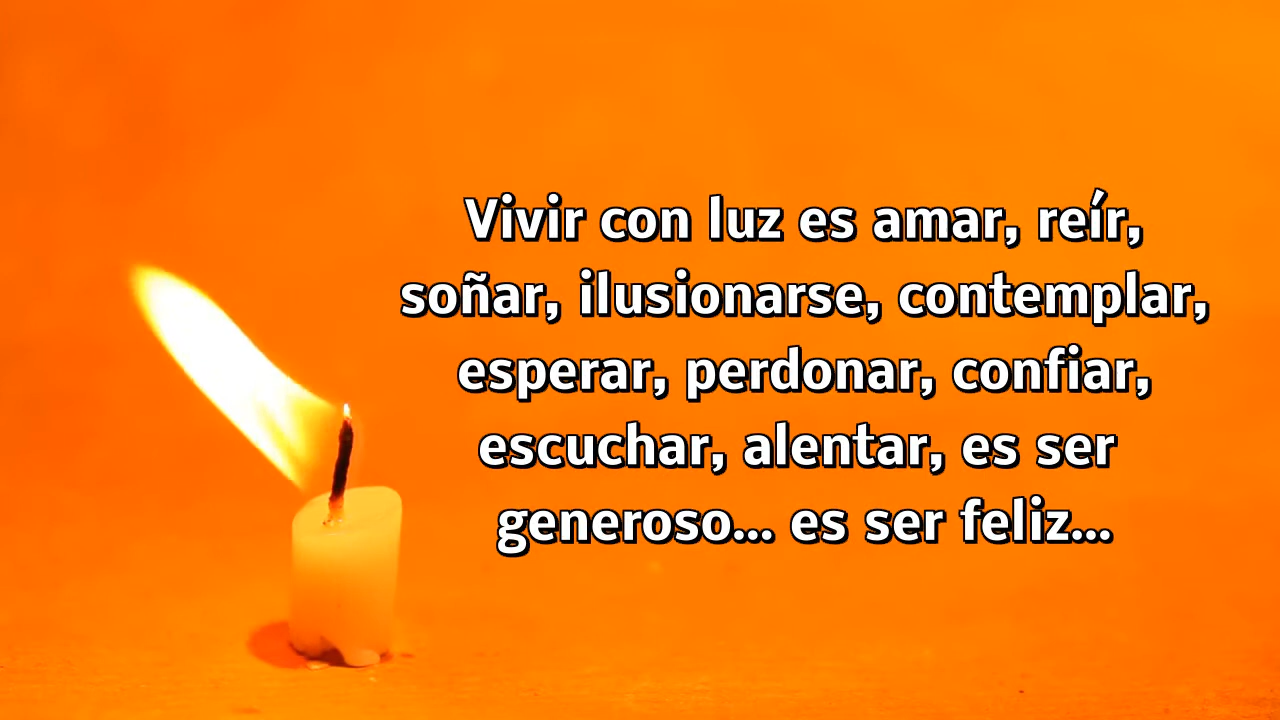 Vivir con luz es amar, reír,
soñar, ilusionarse, contemplar,
esperar, perdonar, confiar,
escuchar, alentar, es ser
generoso... es ser feliz...